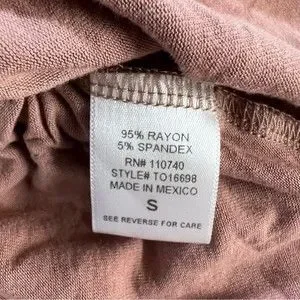 95% RAYON
5% SPANDEX
RN# 110740
STYLE# TO16698
MADE IN MEXICO
S
SEE REVERSE FOR CARE